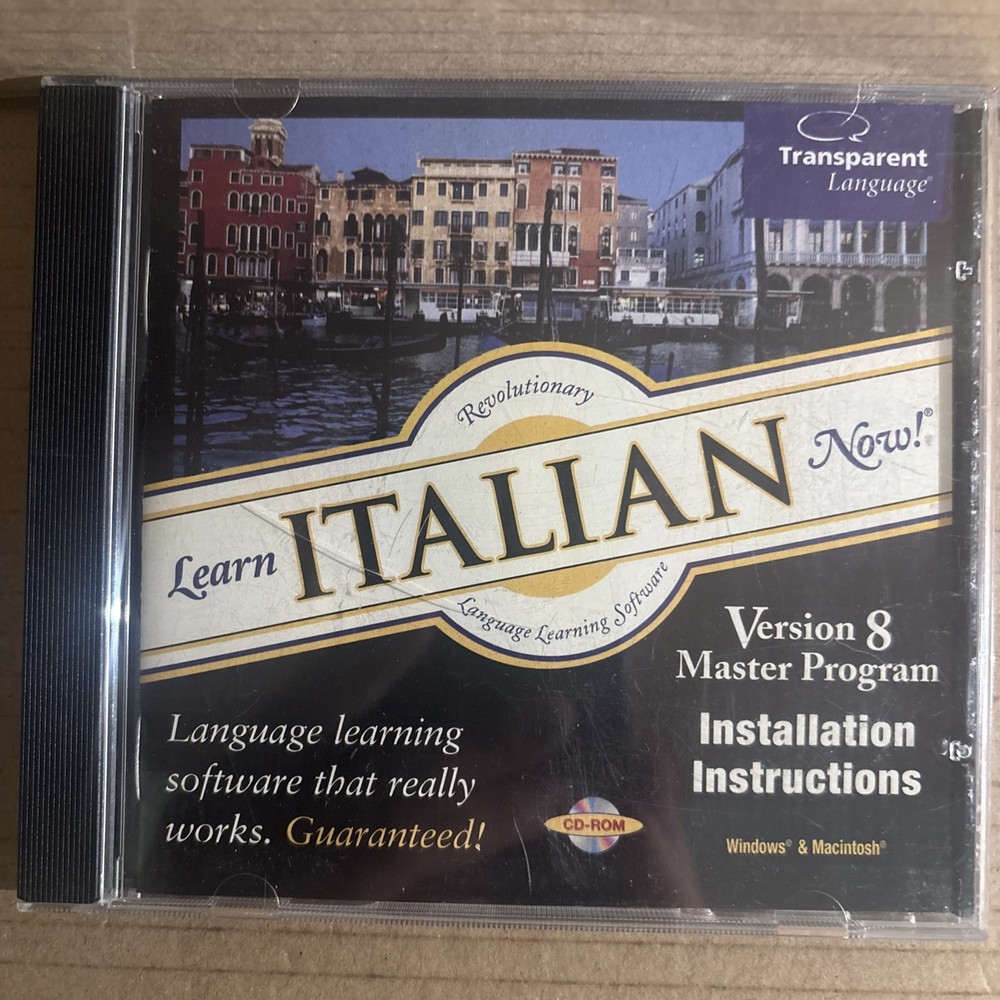 Transparent
Language®
Revolutionary
Learn ITALIAN Now!®
Language Learning Software
Version 8
Master Program
Installation
Instructions
Language learning
software that really
works. Guaranteed!
CD-ROM
Windows® & Macintosh®